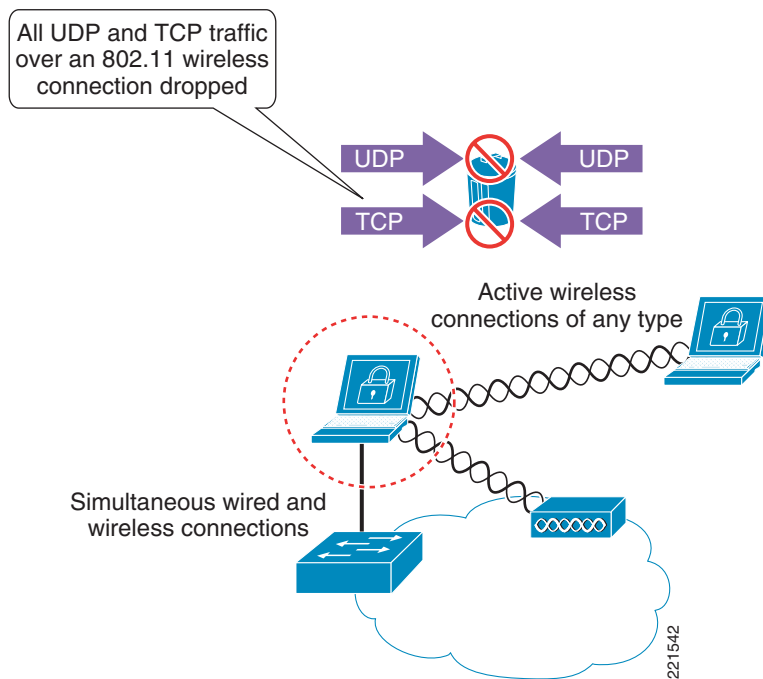 All UDP and TCP traffic
over an 802.11 wireless
connection dropped
UDP
UDP
TCP
TCP
Active wireless
connections of any type
Simultaneous wired and
wireless connections
221542